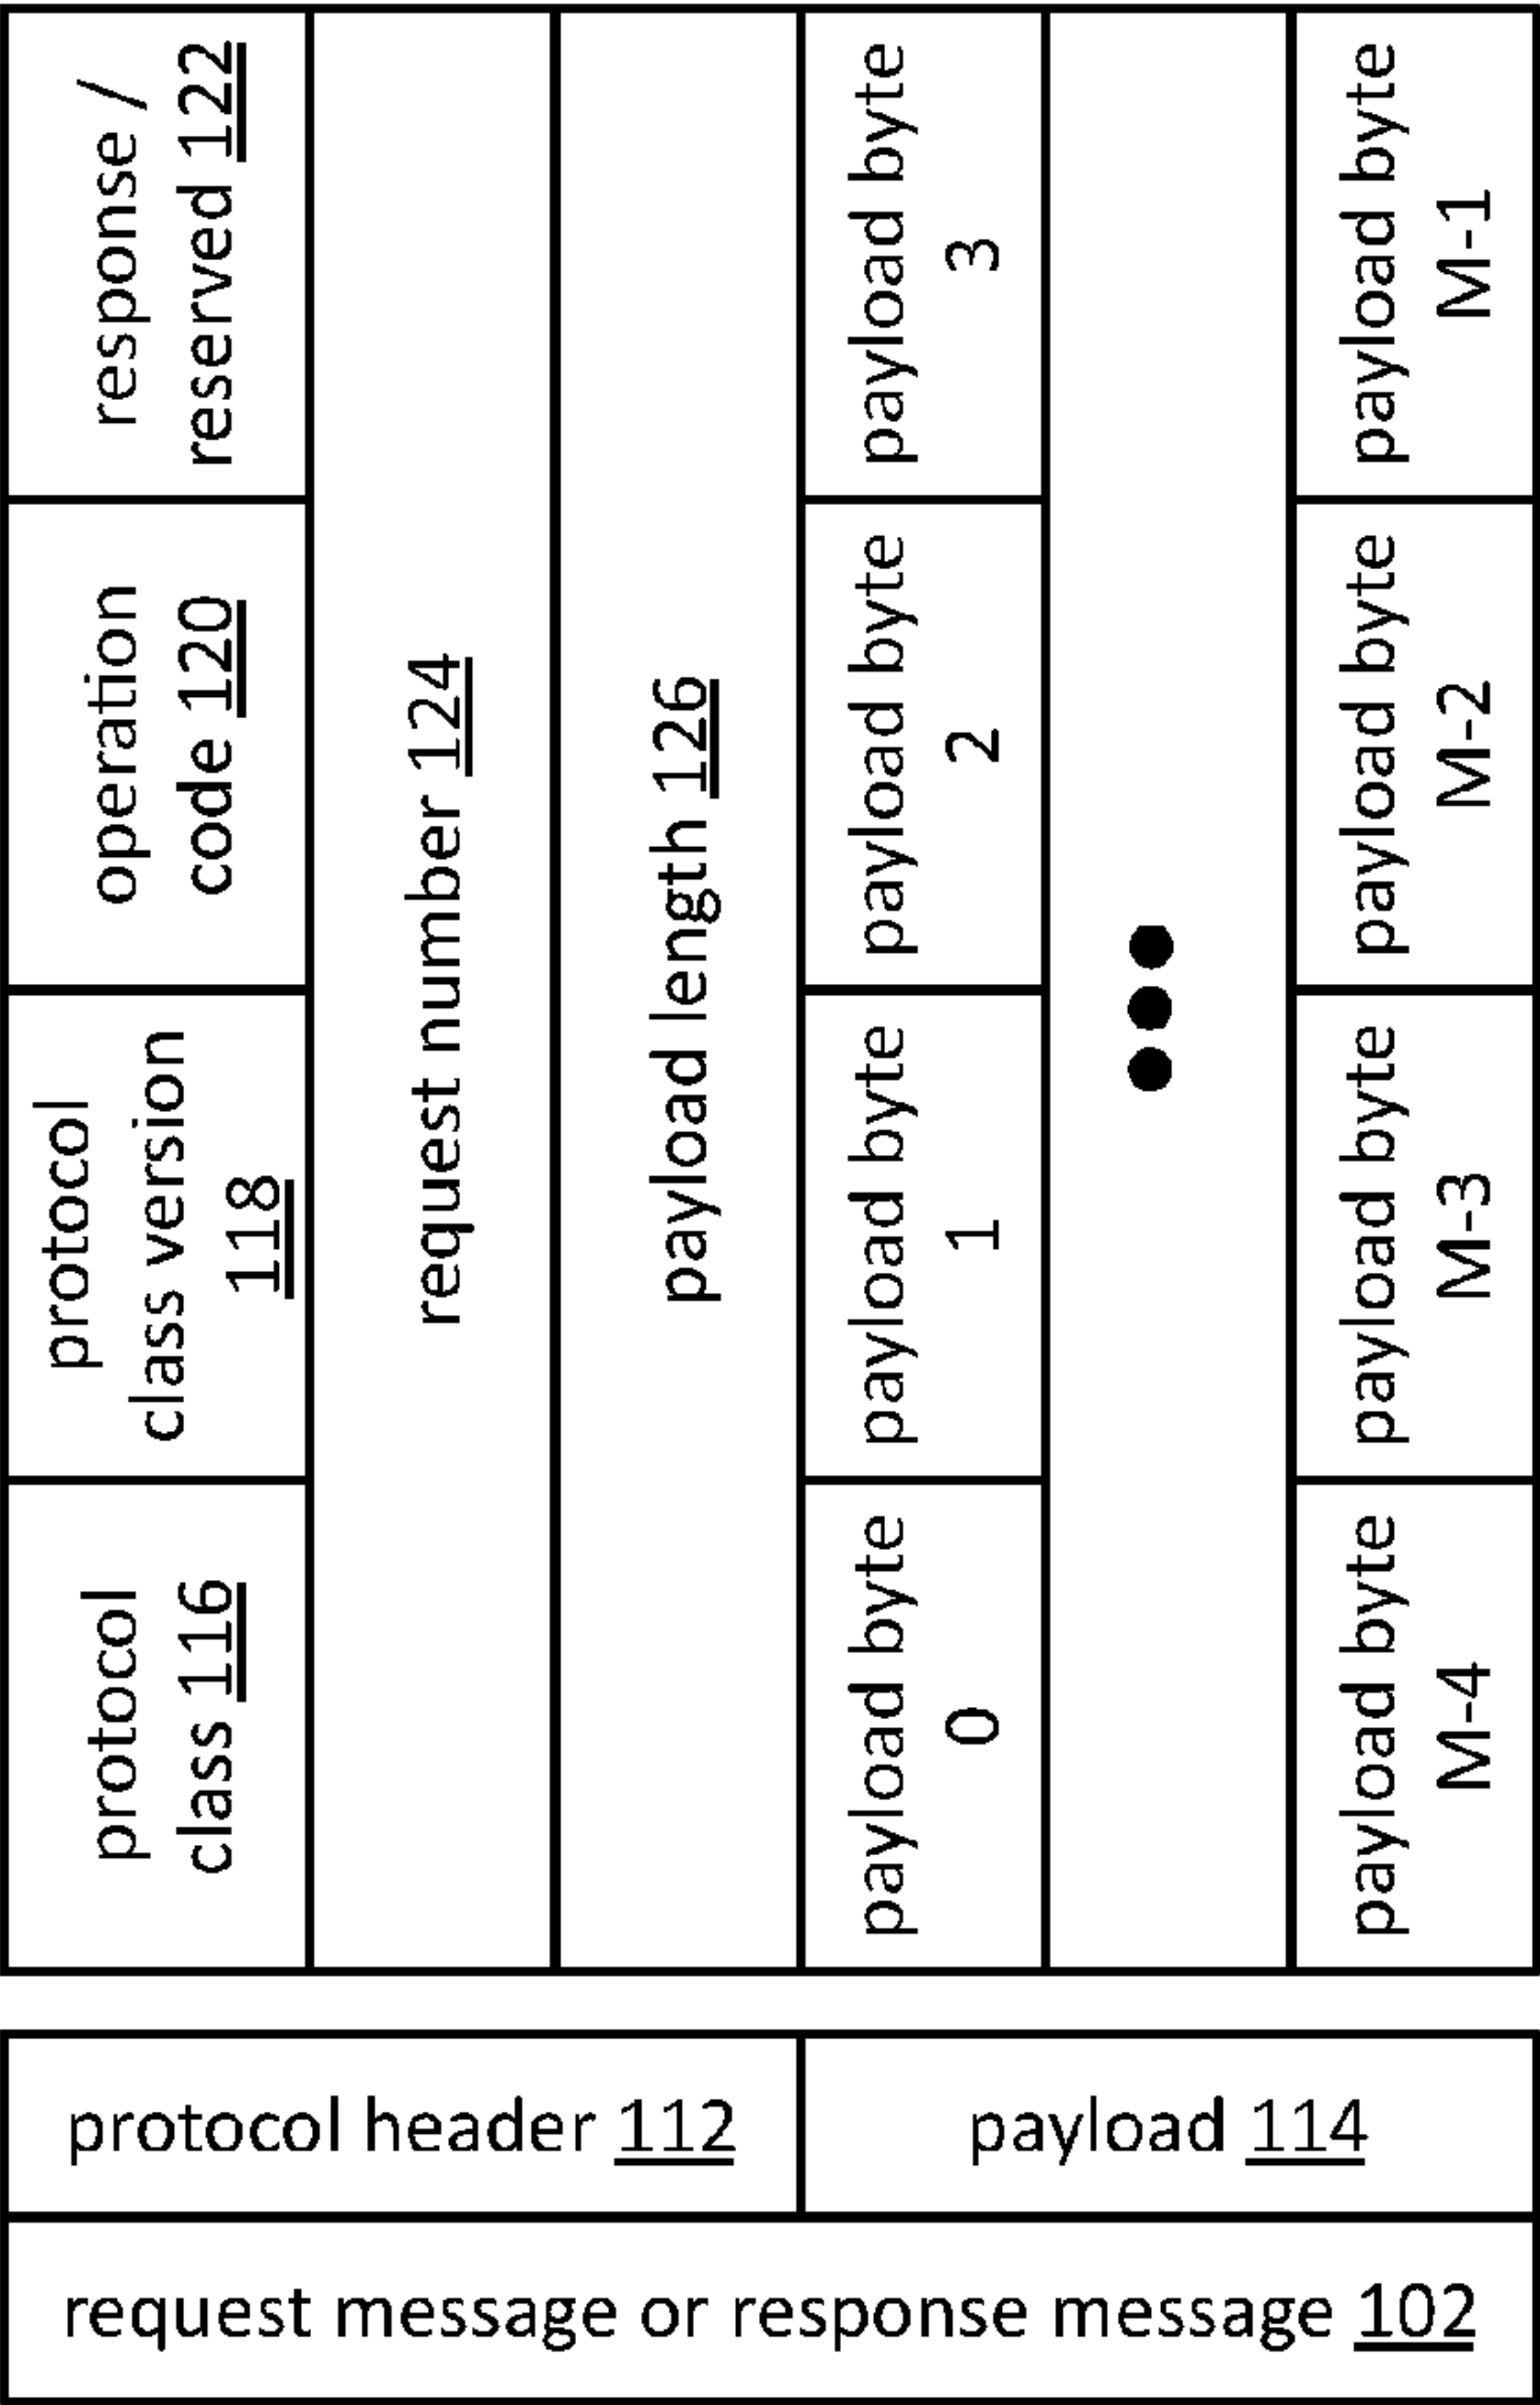 request message or response message 102
protocol header 112
payload 114
protocol
class 116
protocol
class version
118
operation
code 120
response /
reserved 122
request number 124
payload length 126
payload byte
0
payload byte
1
payload byte
2
payload byte
3
payload byte
M-4
payload byte
M-3
payload byte
M-2
payload byte
M-1